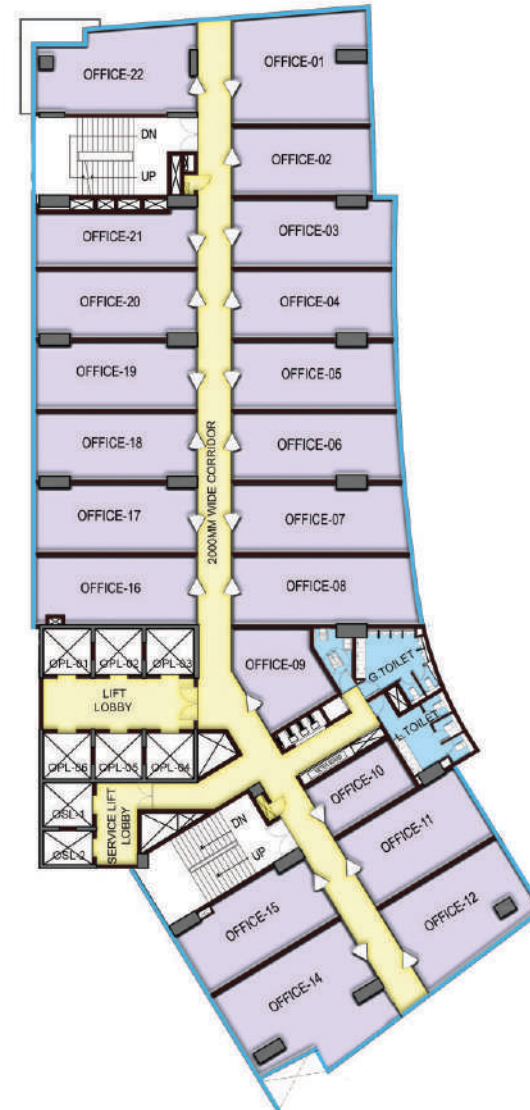 OFFICE-22
OFFICE-01
DN
UP
OFFICE-02
OFFICE-21
OFFICE-03
OFFICE-20
OFFICE-04
OFFICE-19
OFFICE-05
OFFICE-18
OFFICE-06
2000MM WIDE CORRIDOR
OFFICE-17
OFFICE-07
OFFICE-16
OFFICE-08
OPL-01
OPL-02
OPL-03
OFFICE-09
G.TOILET
LIFT
LOBBY
L.TOILET
OPL-06
OPL-05
OPL-04
OFFICE-10
OSL-1
SERVICE LIFT
LOBBY
OSL-2
DN
UP
OFFICE-11
OFFICE-12
OFFICE-15
OFFICE-14